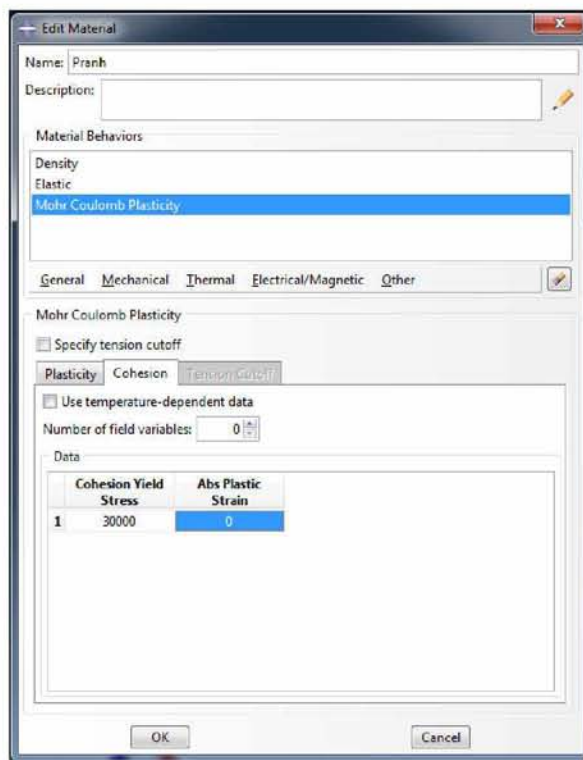 Edit Material
Name: Pranh
Description:
Material Behaviors
Density
Elastic
Mohr Coulomb Plasticity
General Mechanical Thermal Electrical/Magnetic Other
Mohr Coulomb Plasticity
Specify tension cutoff
Plasticity Cohesion Tension Cutoff
Use temperature-dependent data
Number of field variables: 0
Data
Cohesion Yield Abs Plastic
Stress Strain
1 30000 0
OK Cancel